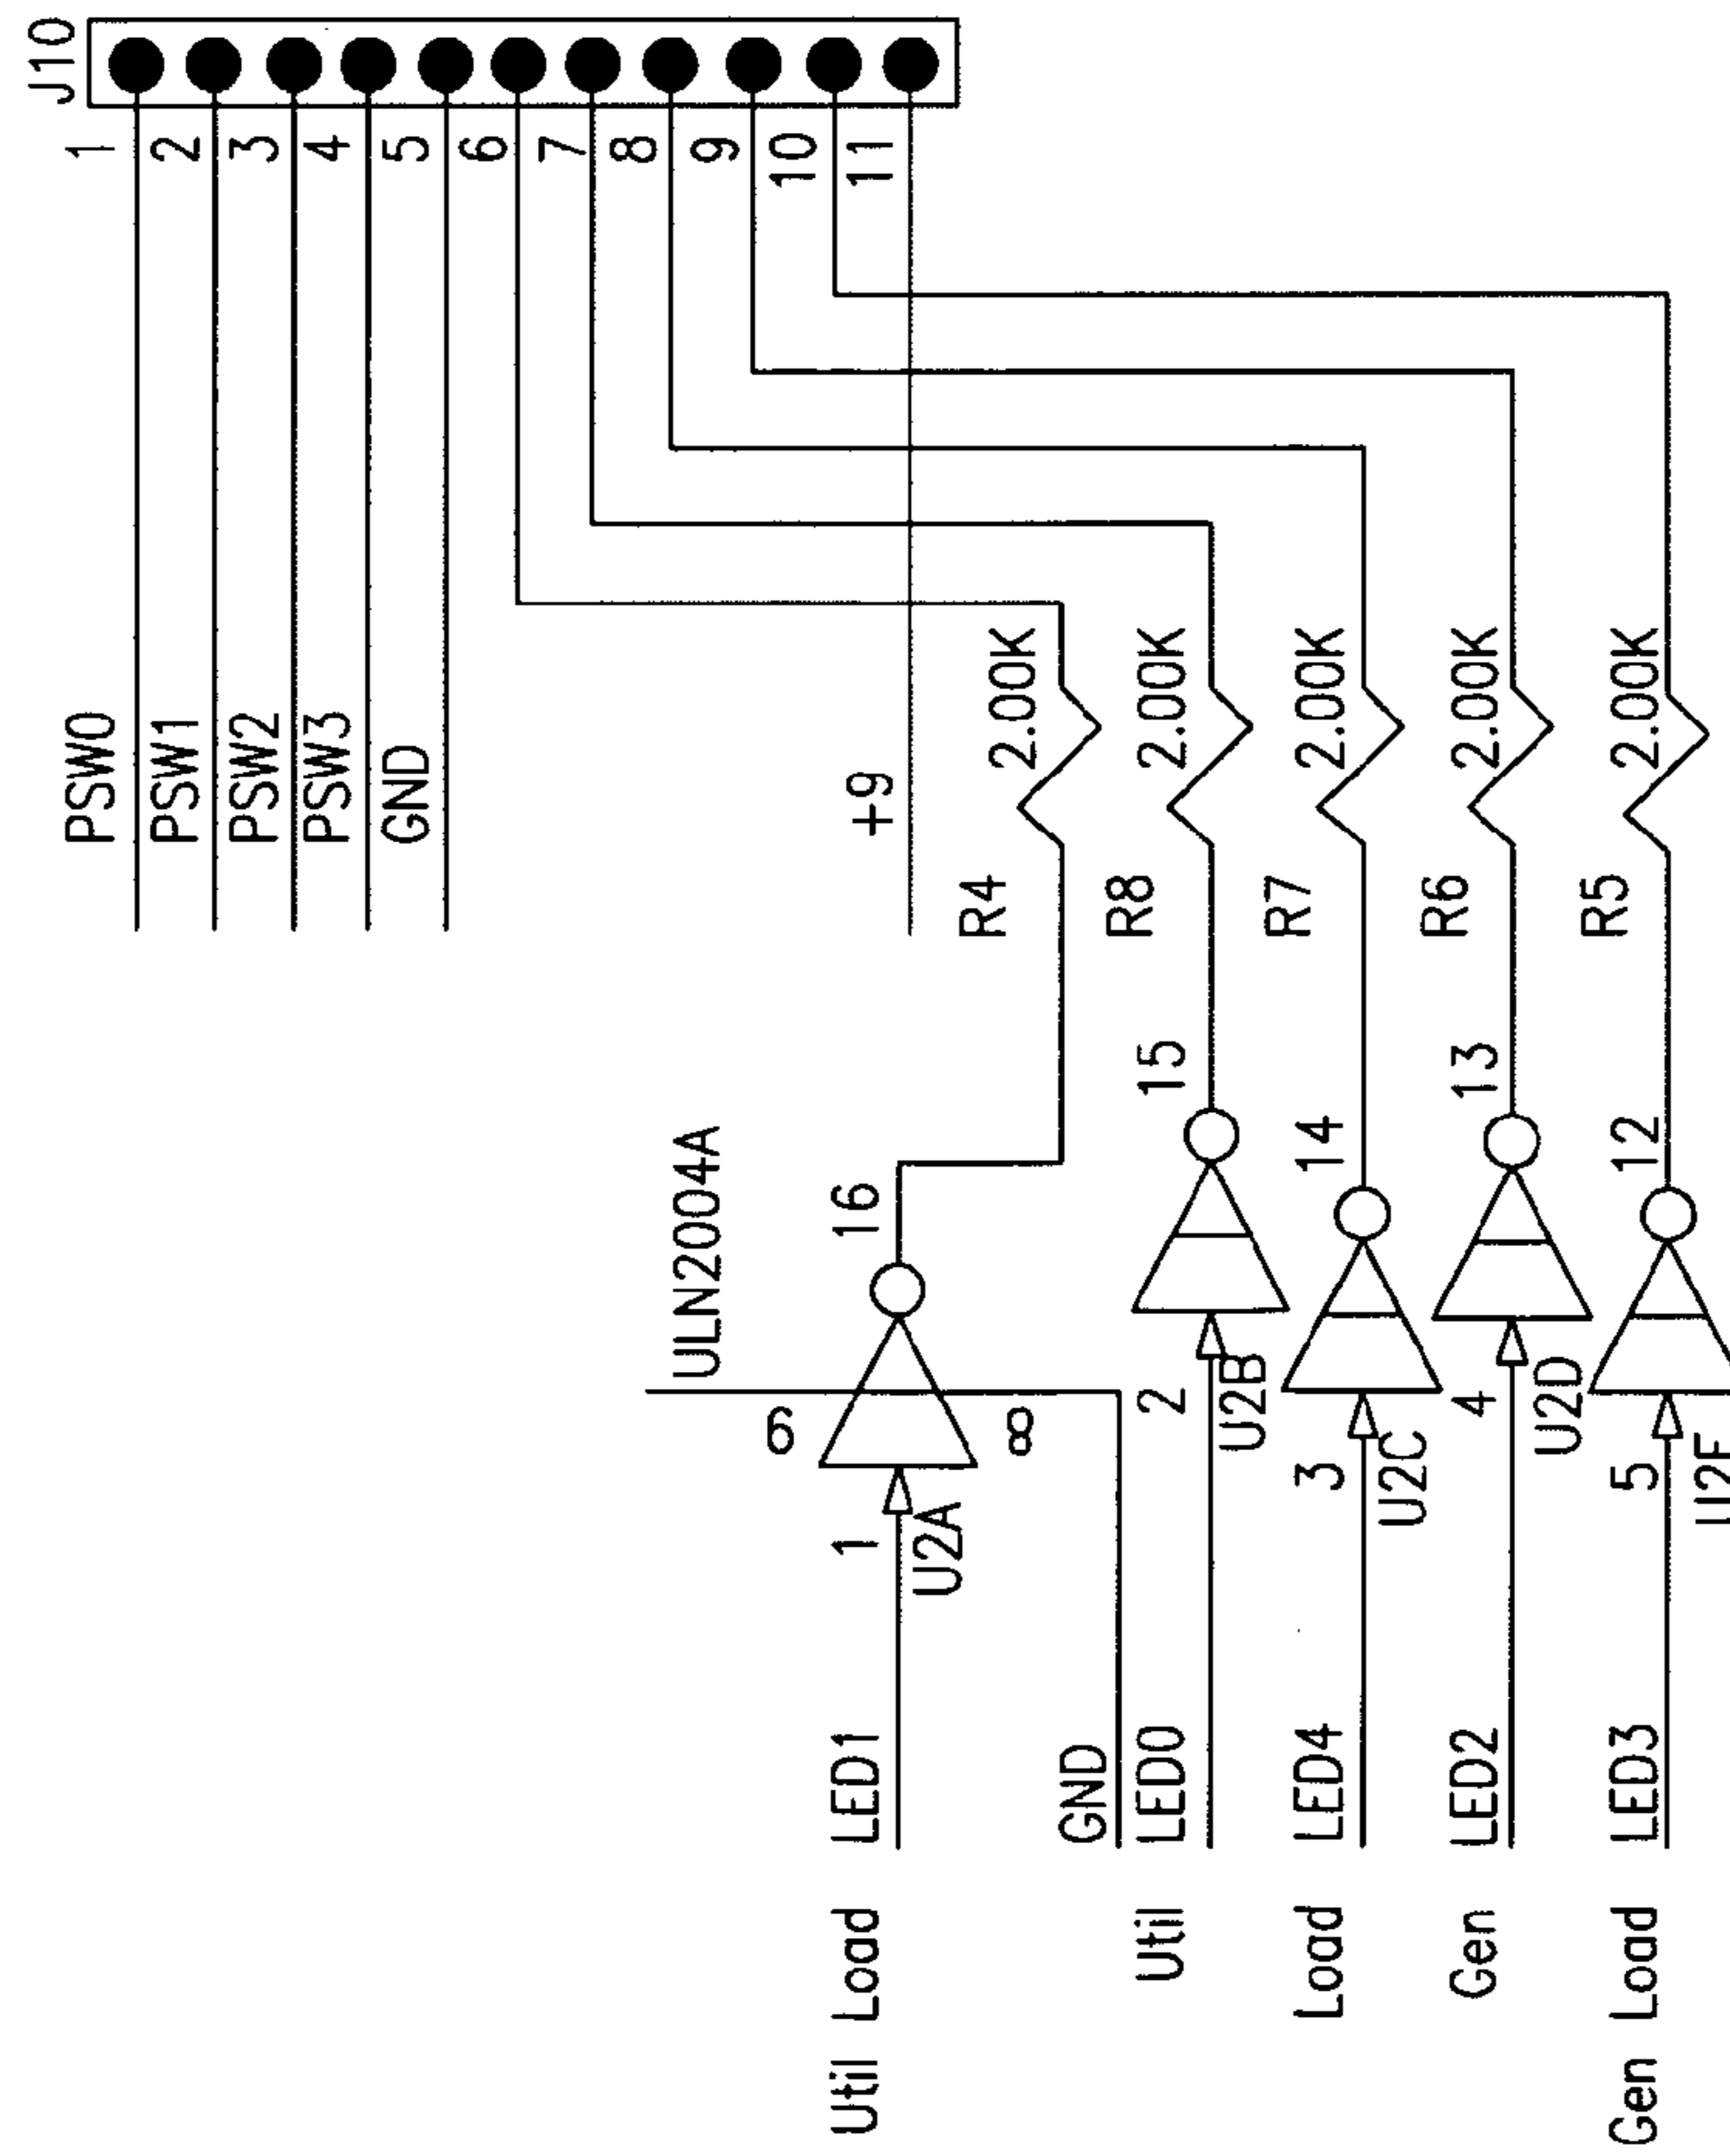 J10
PSW0 1
PSW1 2
PSW2 3
PSW3 4
GND 5
6
7
8
9
10
+9 11
ULN2004A
6
Util Load LED1 1 16
U2A
8
R4 2.00K
GND
Util LED0 2 15 R8 2.00K
U2B
Load LED4 3 14 R7 2.00K
U2C
Gen LED2 4 13 R6 2.00K
U2D
Gen Load LED3 5 12 R5 2.00K